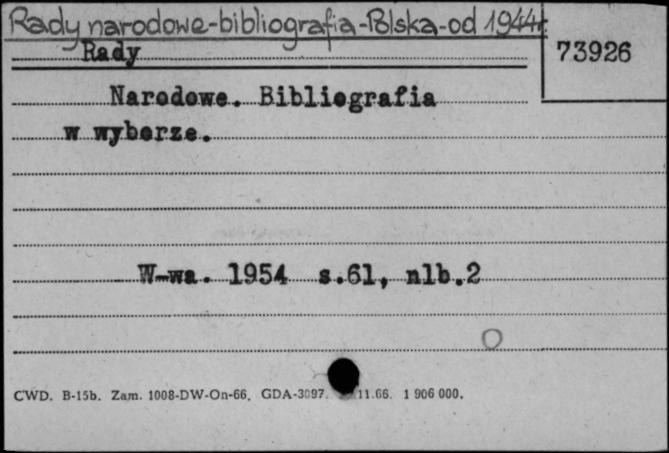 Rady narodowe-bibliografia-Polska-od 1944r.
73926
Rady
Narodowe. Bibliografia
w wyborze.
W-wa. 1954 s.61, nlb.2
CWD. B-15b. Zam. 1008-DW-On-66. GDA-3097. 11.66. 1 906 000.